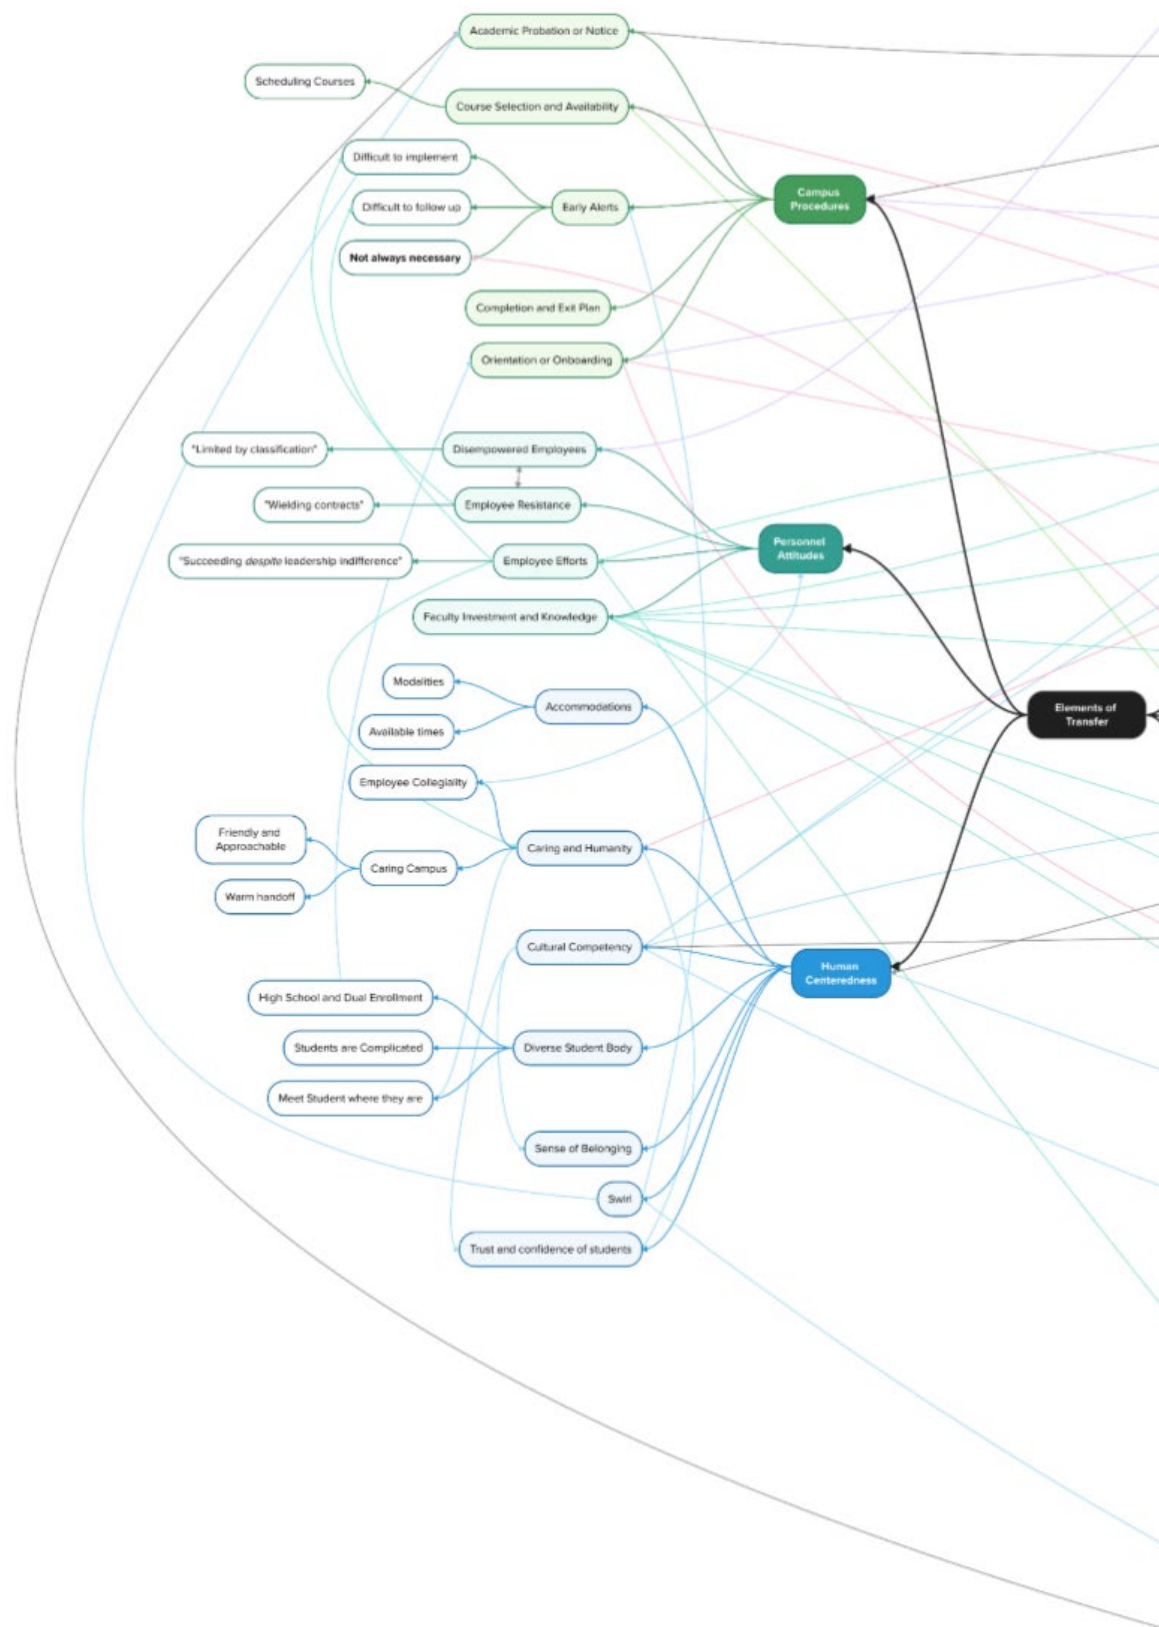 Academic Probation or Notice
Scheduling Courses
Course Selection and Availability
Difficult to implement
Difficult to follow up
Early Alerts
Not always necessary
Campus
Procedures
Completion and Exit Plan
Orientation or Onboarding
"Limited by classification"
Disempowered Employees
"Wielding contracts"
Employee Resistance
"Succeeding despite leadership indifference"
Employee Efforts
Personnel
Attitudes
Faculty Investment and Knowledge
Modalities
Accommodations
Available times
Elements of
Transfer
Employee Collegiality
Friendly and
Approachable
Caring and Humanity
Caring Campus
Warm handoff
Cultural Competency
Human
Centeredness
High School and Dual Enrollment
Students are Complicated
Diverse Student Body
Meet Student where they are
Sense of Belonging
Swirl
Trust and confidence of students